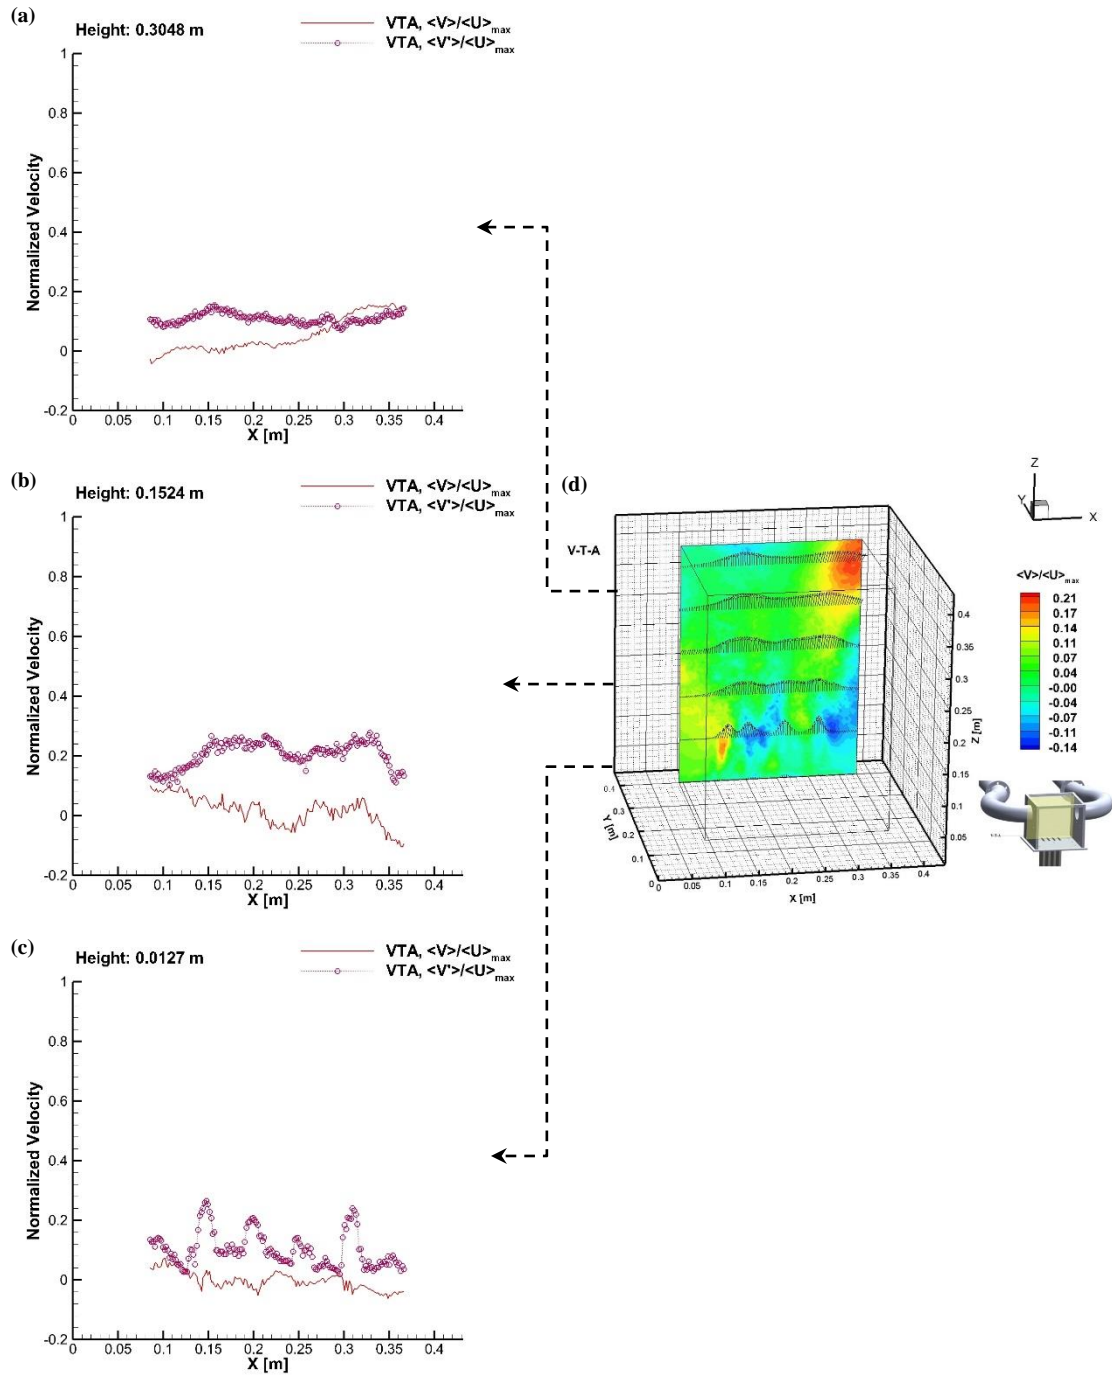 (a)
Height: 0.3048 m
VTA, <V>/<U>max
VTA, <V'>/<U>max
1
0.8
0.6
0.4
0.2
0
-0.2
Normalized Velocity
0 0.05 0.1 0.15 0.2 0.25 0.3 0.35 0.4
X [m]
(b)
Height: 0.1524 m
VTA, <V>/<U>max
VTA, <V'>/<U>max
1
0.8
0.6
0.4
0.2
0
-0.2
Normalized Velocity
0 0.05 0.1 0.15 0.2 0.25 0.3 0.35 0.4
X [m]
(c)
Height: 0.0127 m
VTA, <V>/<U>max
VTA, <V'>/<U>max
1
0.8
0.6
0.4
0.2
0
-0.2
Normalized Velocity
0 0.05 0.1 0.15 0.2 0.25 0.3 0.35 0.4
X [m]
(d)
V-T-A
Z
Y
X
<V>/<U>max
0.21
0.17
0.14
0.11
0.07
0.04
-0.00
-0.04
-0.07
-0.11
-0.14
0.4
0.35
0.3
0.25
0.2
0.15
0.1
0.05
Z [m]
0.4
0.3
0.2
0.1
0
Y [m]
0 0.05 0.1 0.15 0.2 0.25 0.3 0.35 0.4
X [m]